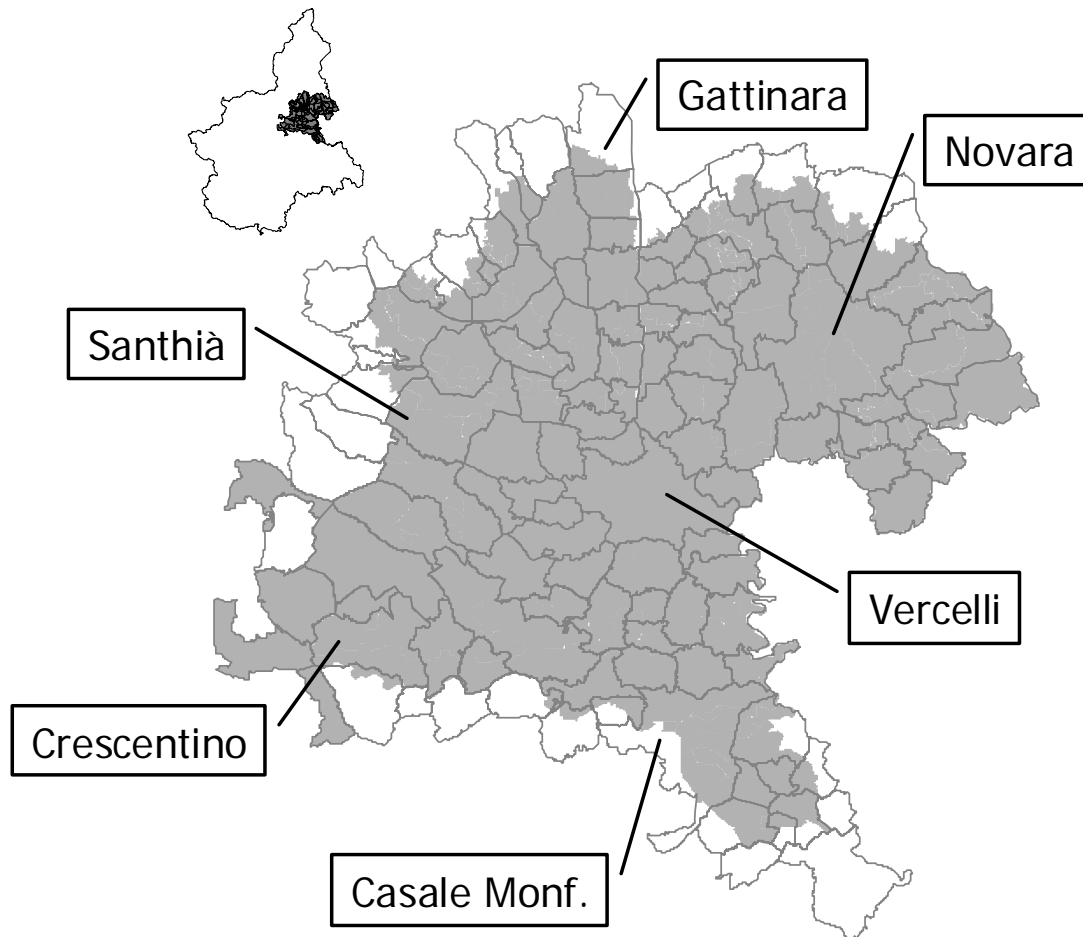 Gattinara
Novara
Santhià
Vercelli
Crescentino
Casale Monf.